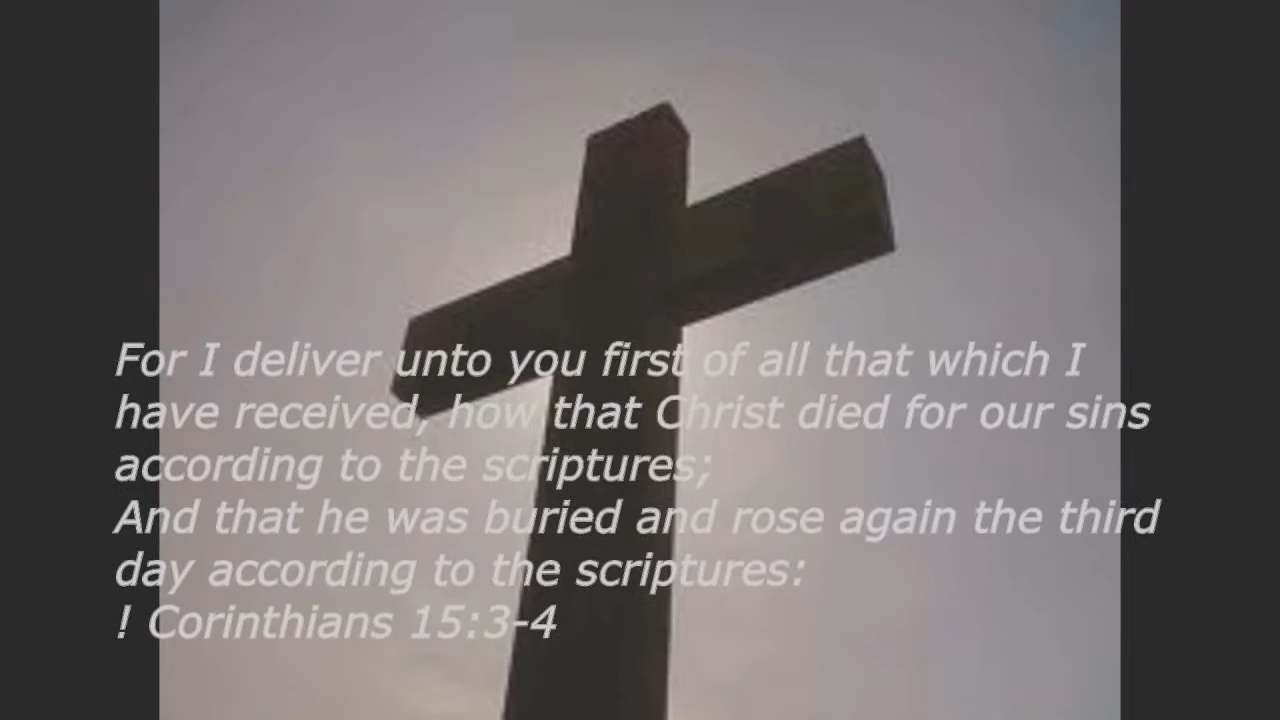 For I deliver unto you first of all that which I
have received, how that Christ died for our sins
according to the scriptures;
And that he was buried and rose again the third
day according to the scriptures:
! Corinthians 15:3-4